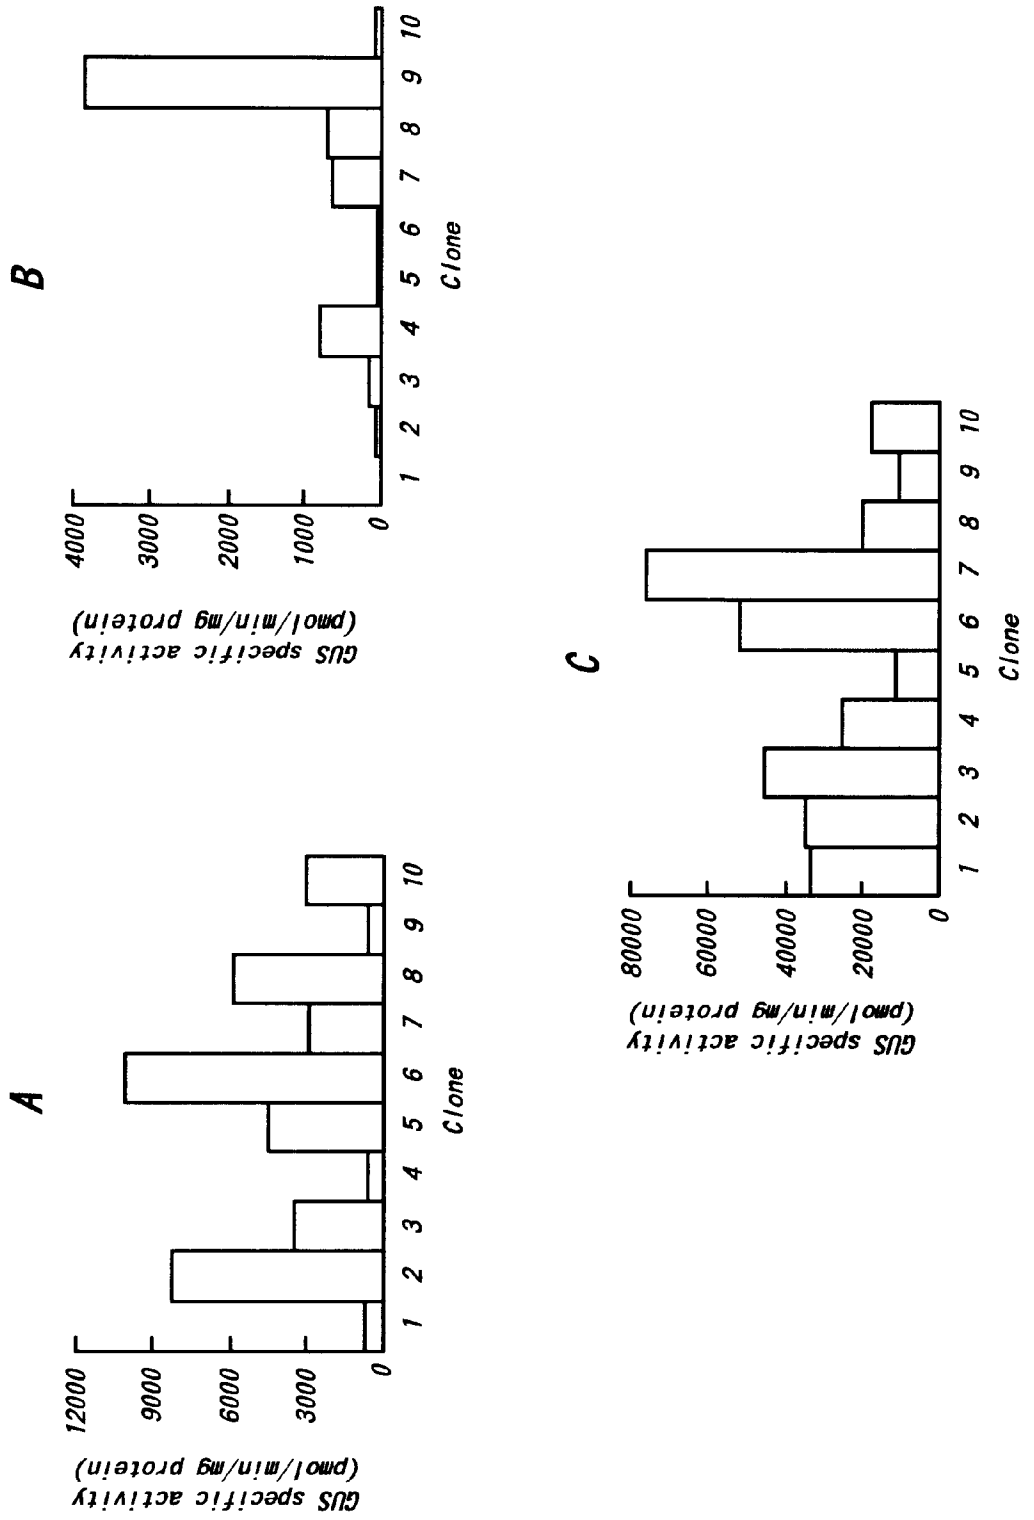 A
GUS specific activity
(pmol/min/mg protein)
12000
9000
6000
3000
0
1 2 3 4 5 6 7 8 9 10
Clone
B
GUS specific activity
(pmol/min/mg protein)
4000
3000
2000
1000
0
1 2 3 4 5 6 7 8 9 10
Clone
C
GUS specific activity
(pmol/min/mg protein)
80000
60000
40000
20000
0
1 2 3 4 5 6 7 8 9 10
Clone